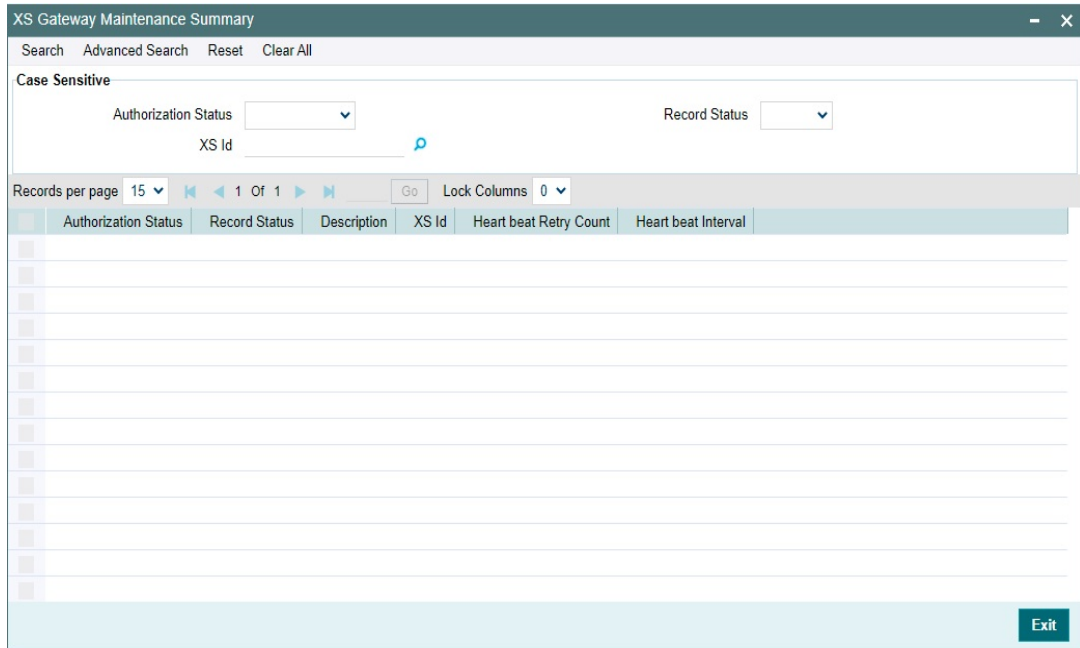 XS Gateway Maintenance Summary
Search Advanced Search Reset Clear All
Case Sensitive
Authorization Status Record Status
XS Id
Records per page 15 1 Of 1 Go Lock Columns 0
Authorization Status Record Status Description XS Id Heart beat Retry Count Heart beat Interval
Exit